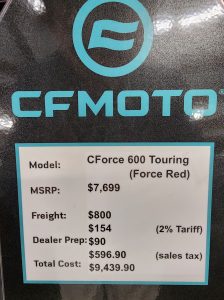 CFMOTO
Model: CForce 600 Touring
(Force Red)
MSRP: $7,699
Freight: $800
$154 (2% Tariff)
Dealer Prep: $90
$596.90 (sales tax)
Total Cost: $9,439.90